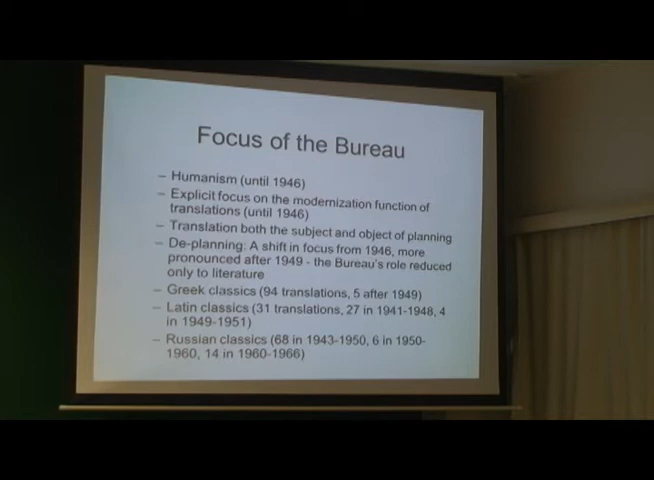 Focus of the Bureau
– Humanism (until 1946)
– Explicit focus on the modernization function of
translations (until 1946)
– Translation both the subject and object of planning
– De-planning: A shift in focus from 1946, more
pronounced after 1949 - the Bureau's role reduced
only to literature
– Greek classics (94 translations, 5 after 1949)
– Latin classics (31 translations, 27 in 1941-1948, 4
in 1949-1951)
– Russian classics (68 in 1943-1950, 6 in 1950-
1960, 14 in 1960-1966)